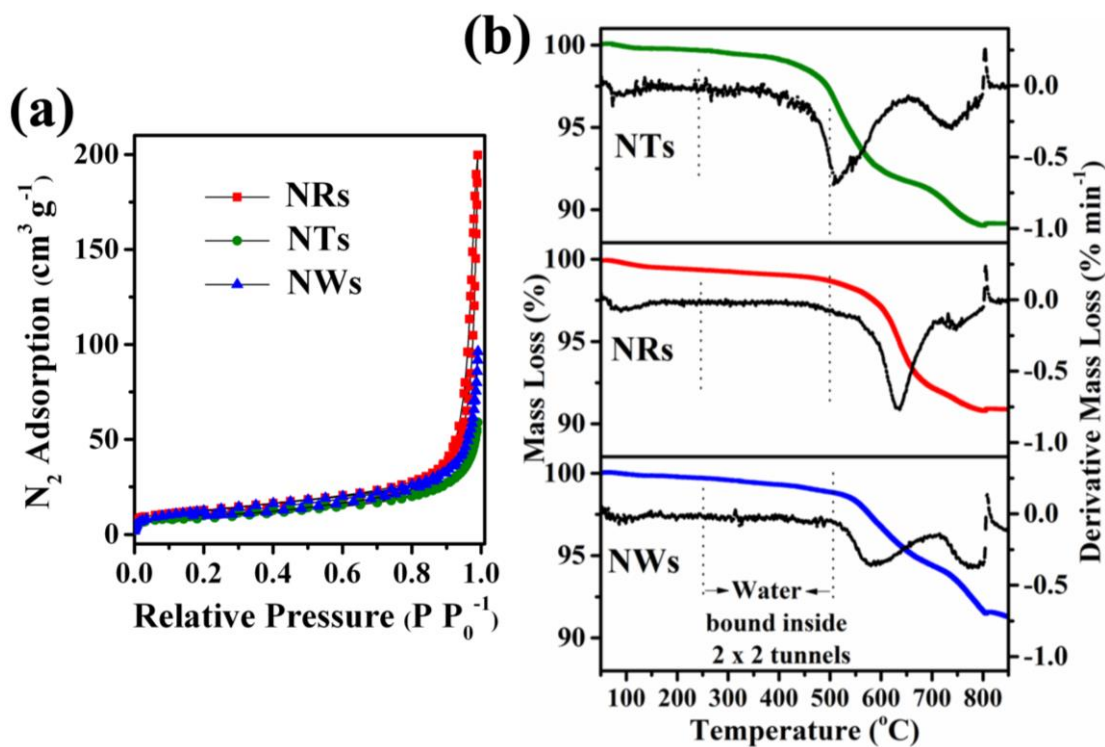 (a)
N₂ Adsorption (cm³ g⁻¹)
200
150
100
50
0
NRs
NTs
NWs
0.0 0.2 0.4 0.6 0.8 1.0
Relative Pressure (P P₀⁻¹)
(b)
Mass Loss (%)
100
95
90
NTs
0.0
-0.5
-1.0
100
95
90
NRs
0.0
-0.5
-1.0
100
95
90
NWs
Water
bound inside
2 x 2 tunnels
0.0
-0.5
-1.0
Derivative Mass Loss (% min⁻¹)
100 200 300 400 500 600 700 800
Temperature (°C)